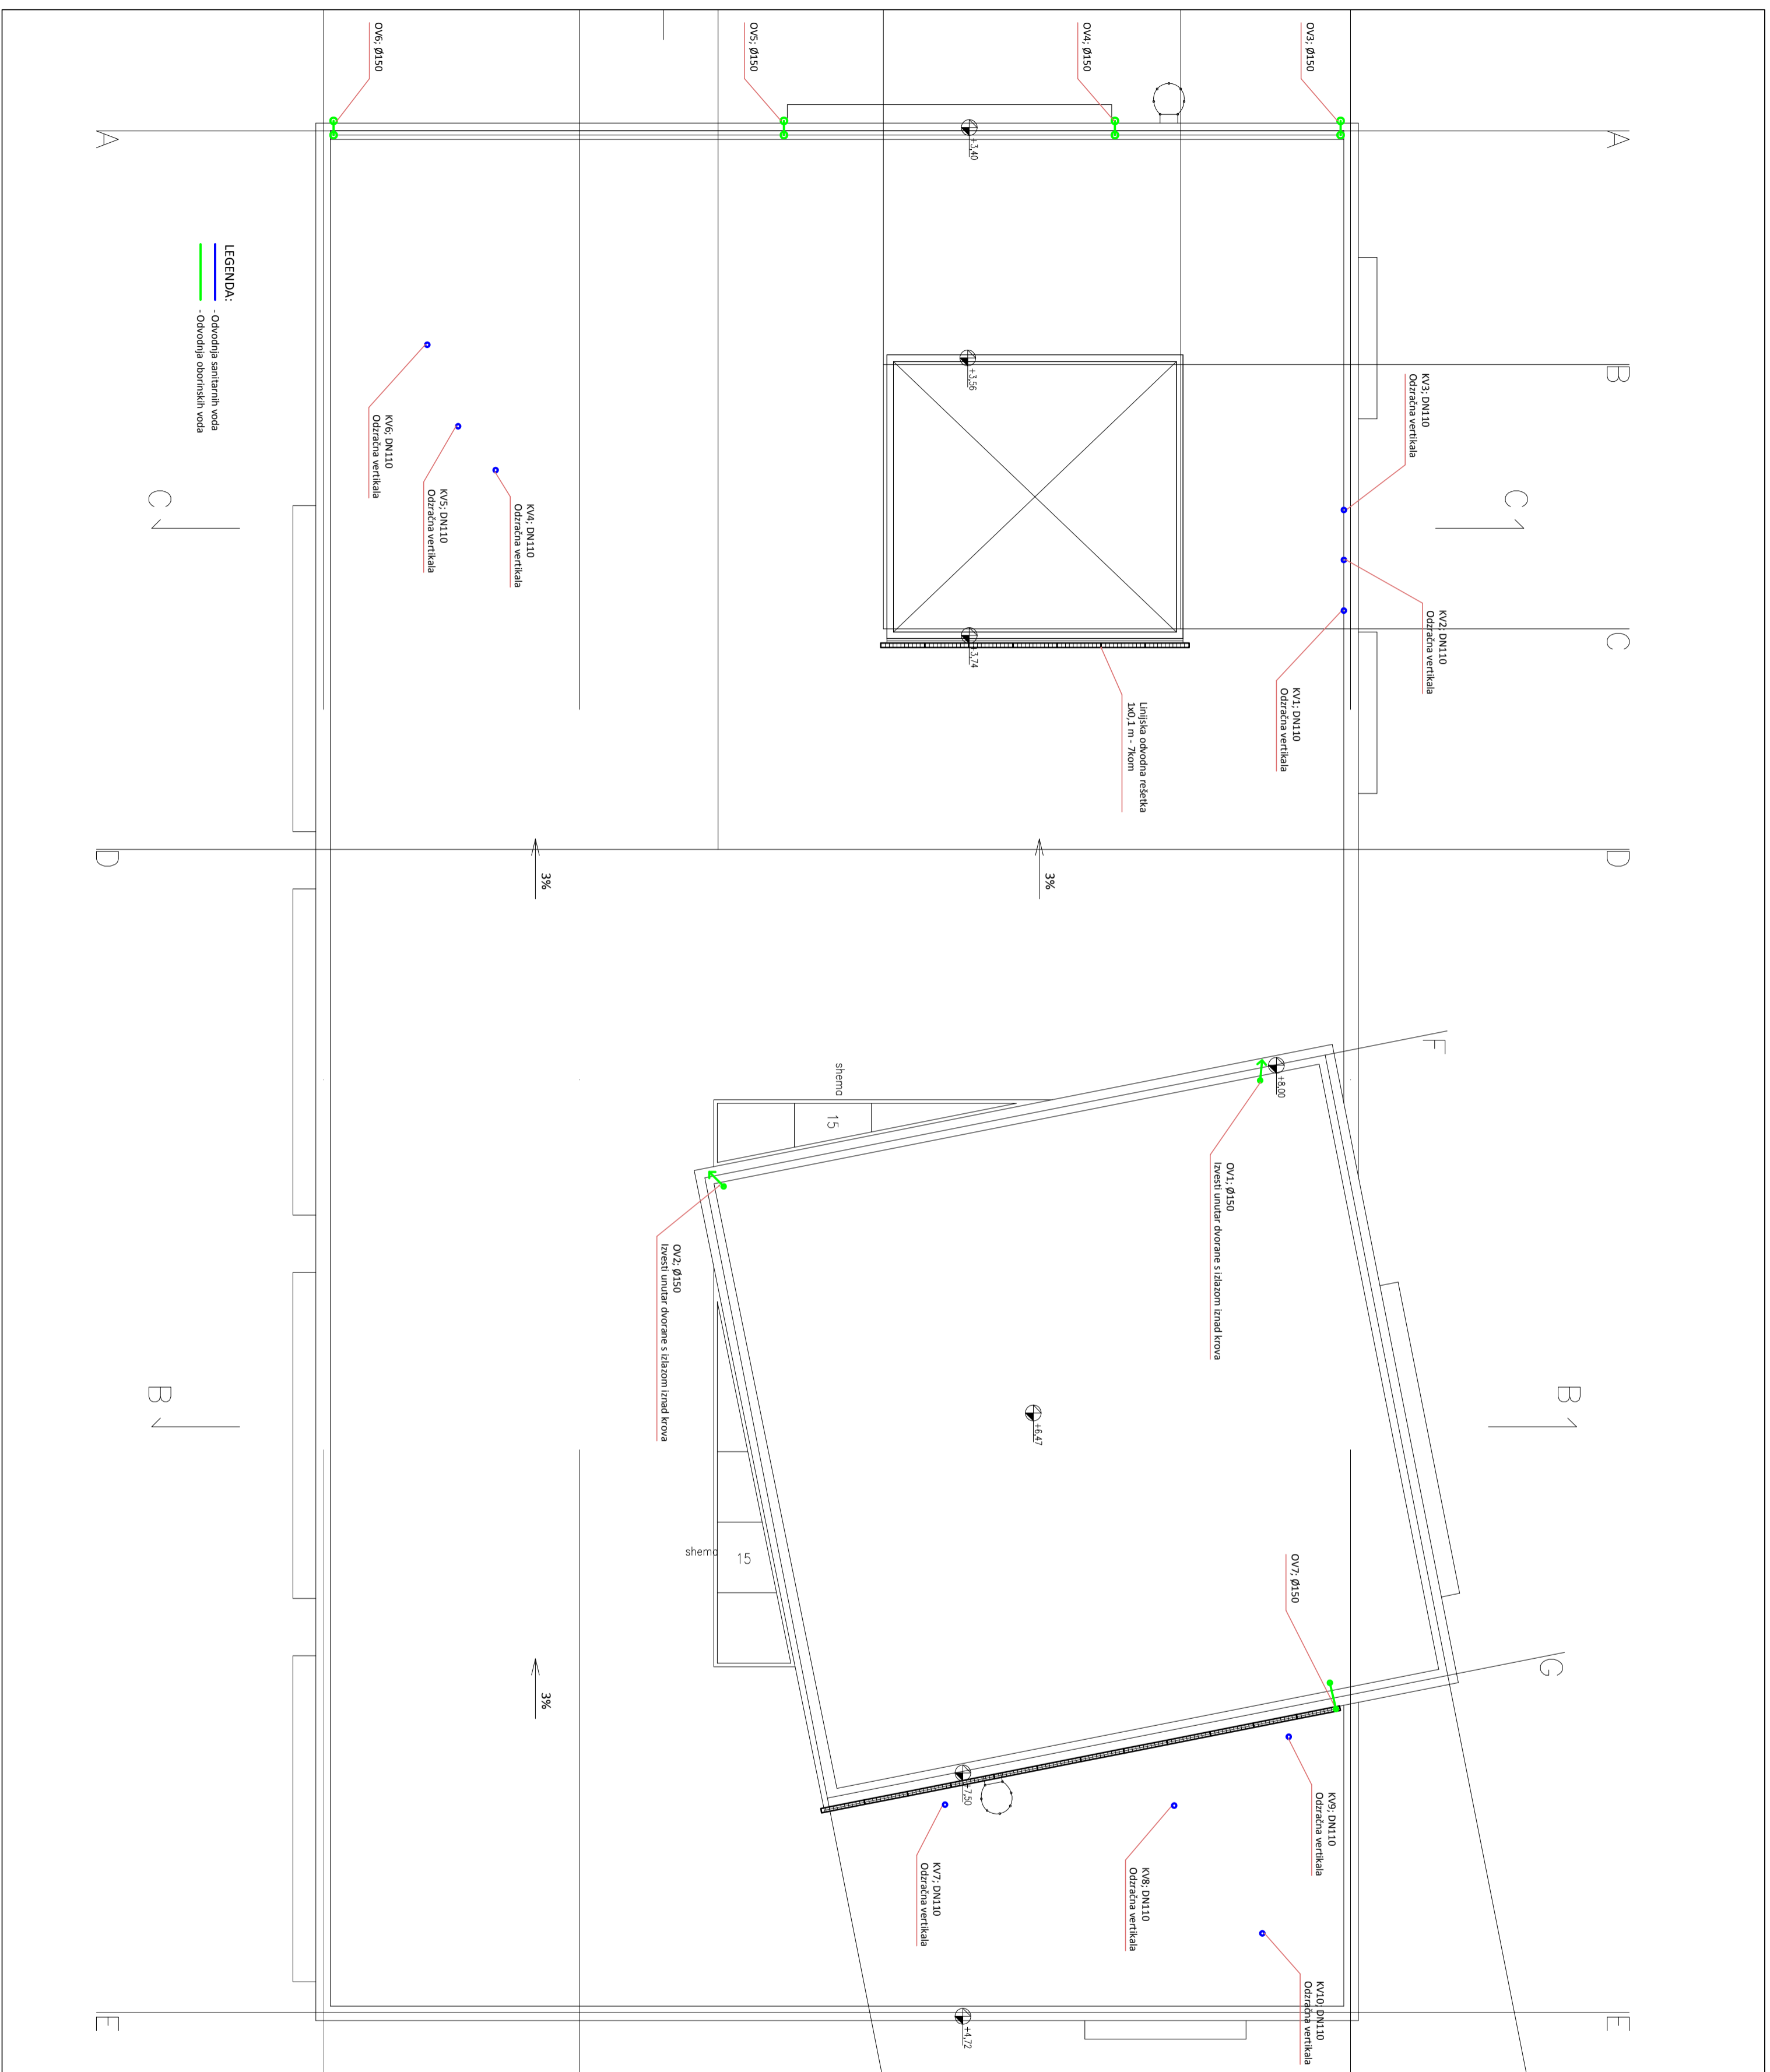 OV6; Ø150
OV5; Ø150
OV4; Ø150
OV3; Ø150
A
+3,40
A
LEGENDA:
- Odvodnja sanitarnih voda
- Odvodnja oborinskih voda
KV6; DN110
Odzračna vertikala
KV5; DN110
Odzračna vertikala
KV4; DN110
Odzračna vertikala
+3,56
B
KV3; DN110
Odzračna vertikala
C 1
C 1
KV2; DN110
Odzračna vertikala
C
+3,74
KV1; DN110
Odzračna vertikala
Linijska odvodna rešetka
1x0,1 m - 7kom
D
3%
3%
D
F
shema
15
+8,00
OV1; Ø150
Izvesti unutar dvorane s izlazom iznad krova
OV2; Ø150
Izvesti unutar dvorane s izlazom iznad krova
B 1
+6,47
B 1
shema
15
OV7; Ø150
G
3%
+7,50
KV9; DN110
Odzračna vertikala
KV7; DN110
Odzračna vertikala
KV8; DN110
Odzračna vertikala
KV10; DN110
Odzračna vertikala
E
+4,72
E